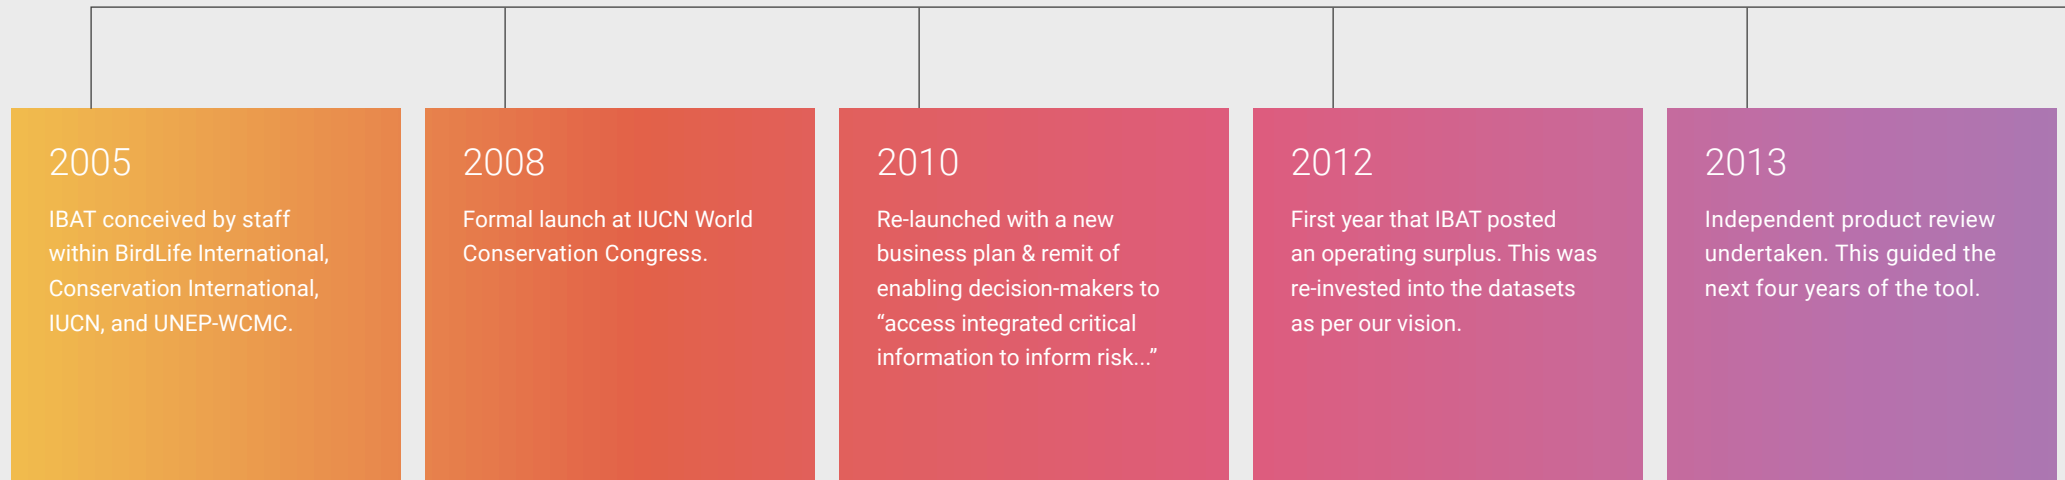 2005
IBAT conceived by staff
within BirdLife International,
Conservation International,
IUCN, and UNEP-WCMC.
2008
Formal launch at IUCN World
Conservation Congress.
2010
Re-launched with a new
business plan & remit of
enabling decision-makers to
“access integrated critical
information to inform risk...”
2012
First year that IBAT posted
an operating surplus. This was
re-invested into the datasets
as per our vision.
2013
Independent product review
undertaken. This guided the
next four years of the tool.